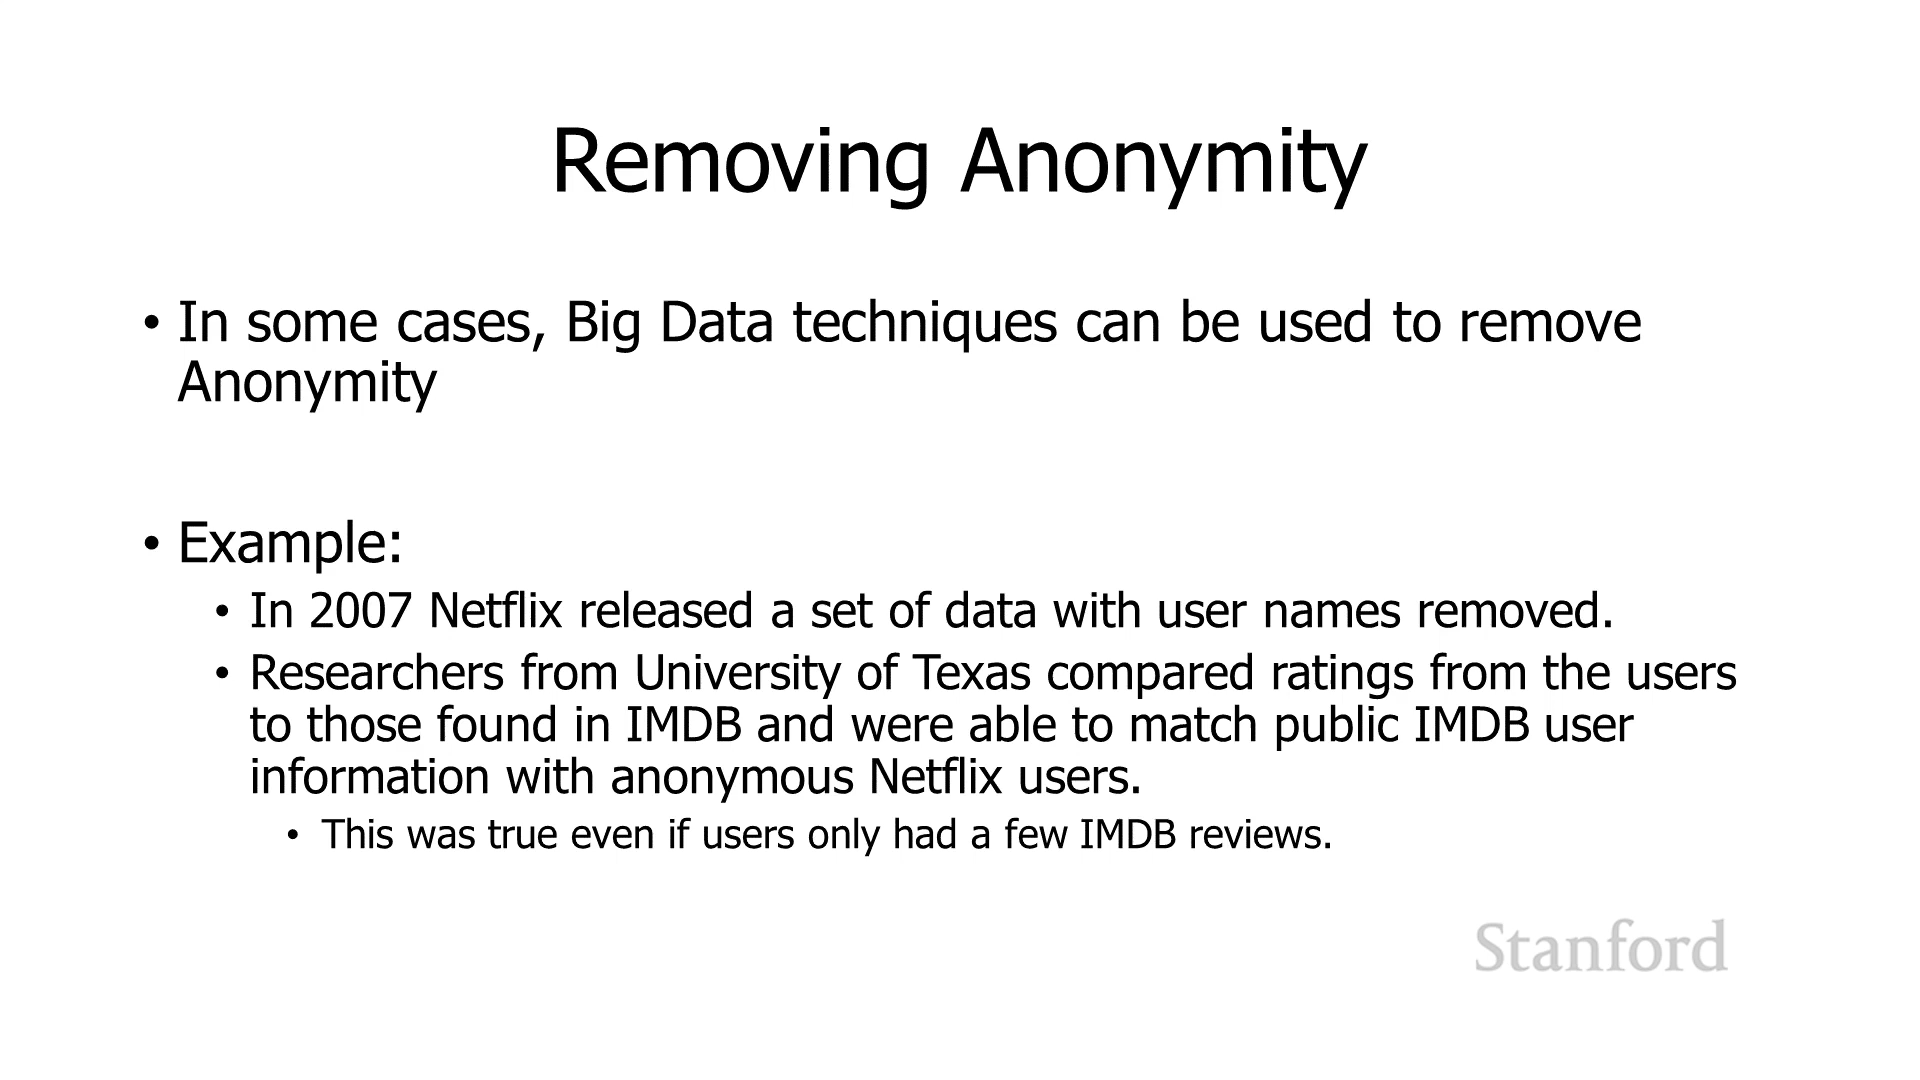 Removing Anonymity
• In some cases, Big Data techniques can be used to remove
Anonymity
• Example:
• In 2007 Netflix released a set of data with user names removed.
• Researchers from University of Texas compared ratings from the users
to those found in IMDB and were able to match public IMDB user
information with anonymous Netflix users.
• This was true even if users only had a few IMDB reviews.
Stanford